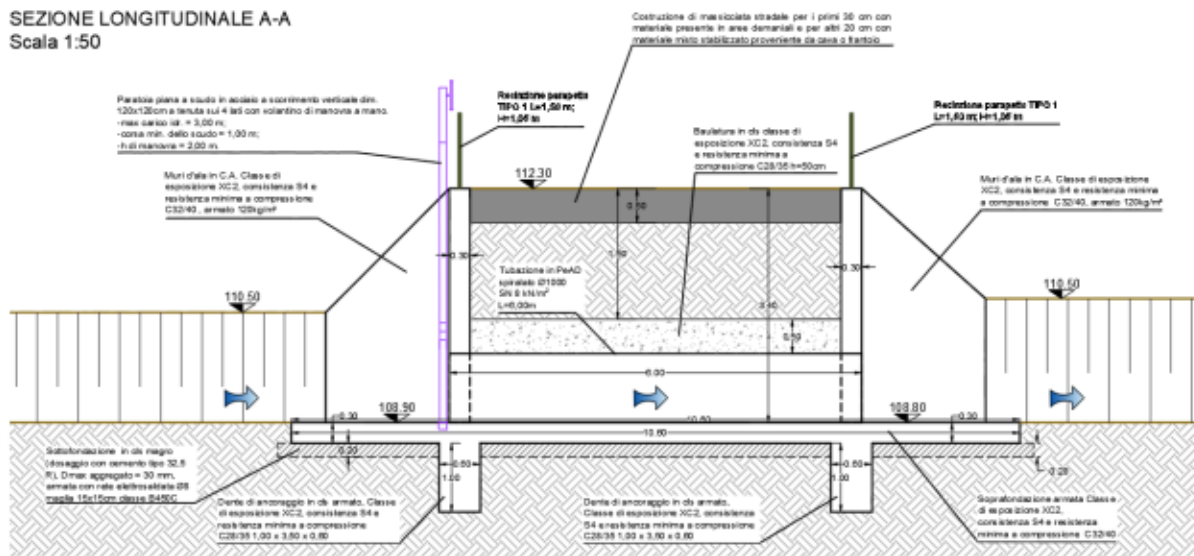 SEZIONE LONGITUDINALE A-A
Scala 1:50
Costruzione di massicciata stradale per i primi 30 cm con
materiale presente in aree demaniali e per altri 20 cm con
materiale misto stabilizzato proveniente da cava o frantoio
Paratoia piana a scudo in acciaio a scorrimento verticale dim.
120x120cm a tenuta sui 4 lati con volantino di manovra a mano.
-max carico idr. = 3,00 m;
-corsa min. dello scudo = 1,00 m;
-h di manovra = 2,00 m.
Recinzione parapetto
TIPO 1 L=1,50 m;
H=1,05 m
Recinzione parapetto TIPO 1
L=1,50 m; H=1,05 m
Baulatura in cls classe di
esposizione XC2, consistenza S4
e resistenza minima a
compressione C28/35 h=50cm
Muri d'ala in C.A. Classe di
esposizione XC2, consistenza S4 e
resistenza minima a compressione
C32/40, armato 120kg/m³
Muri d'ala in C.A. Classe di esposizione
XC2, consistenza S4 e resistenza minima
a compressione C32/40, armato 120kg/m³
112.30
0.50
0.30
0.30
Tubazione in PeAD
spiralato Ø1000
SN 8 kN/m²
L=6,00m
3.40
110.50
110.50
0.50
6.00
108.90
108.80
10.60
0.30
0.30
10.60
0.20
0.20
0.60
0.60
1.00
1.00
Sottofondazione in cls magro
(dosaggio con cemento tipo 32,5
R), Dmax aggregato = 30 mm,
armata con rete elettrosaldata Ø8
maglia 15x15cm classe B450C
Dente di ancoraggio in cls armato, Classe
di esposizione XC2, consistenza S4 e
resistenza minima a compressione
C28/35 1,00 x 3,50 x 0,60
Dente di ancoraggio in cls armato,
Classe di esposizione XC2, consistenza
S4 e resistenza minima a compressione
C28/35 1,00 x 3,50 x 0,60
Soprafondazione armata Classe
di esposizione XC2,
consistenza S4 e resistenza
minima a compressione C32/40